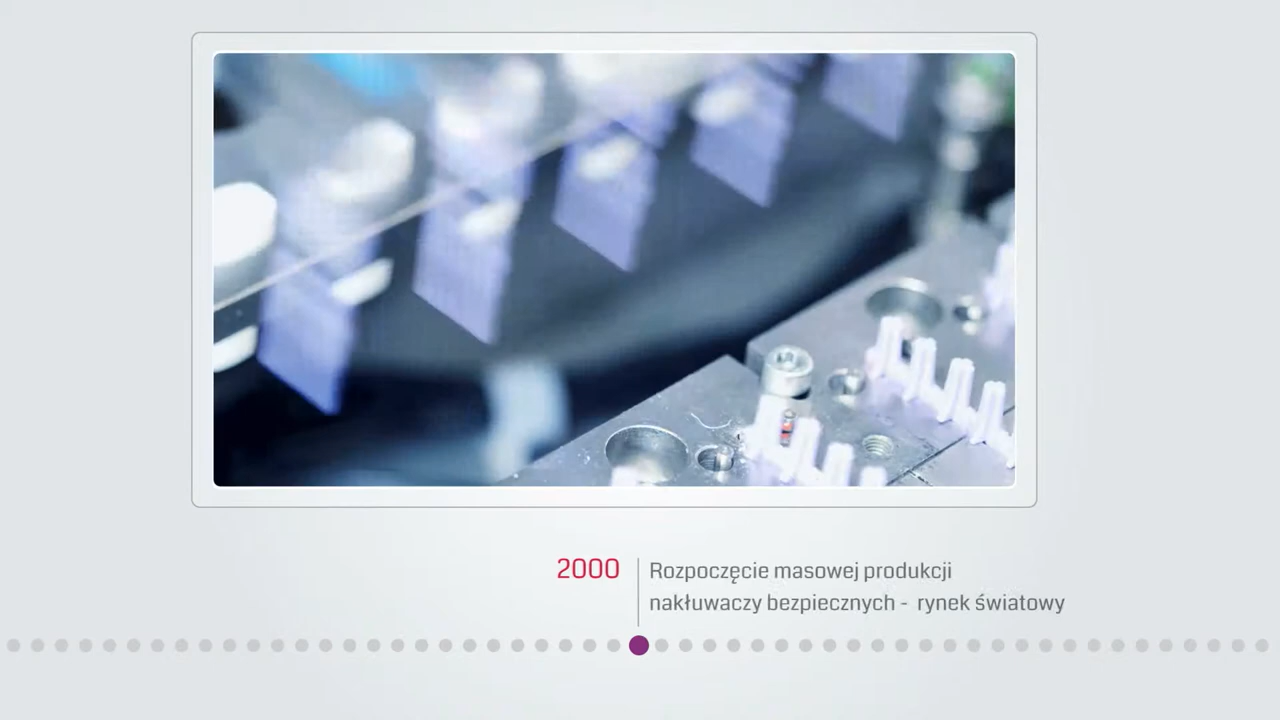 2000
Rozpoczęcie masowej produkcji
nakłuwaczy bezpiecznych - rynek światowy